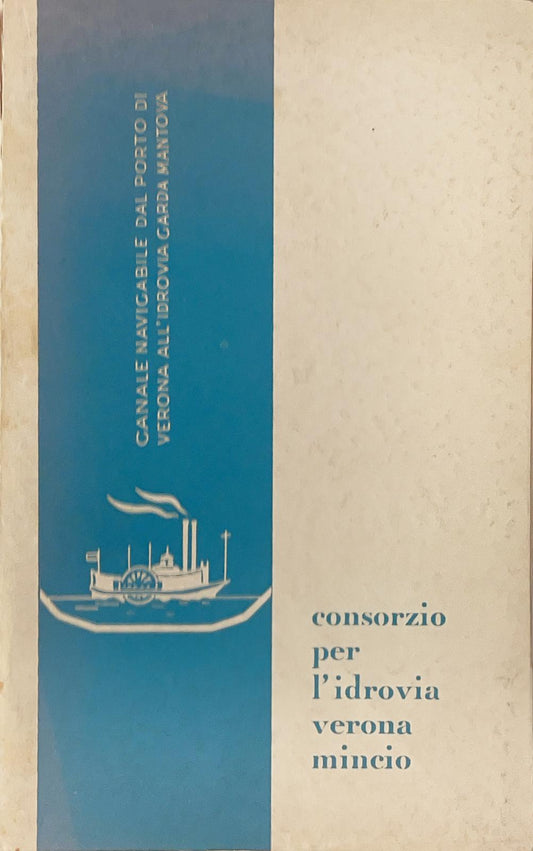 CANALE NAVIGABILE DAL PORTO DI
VERONA ALL'IDROVIA GARDA MANTOVA
consorzio
per
l'idrovia
verona
mincio